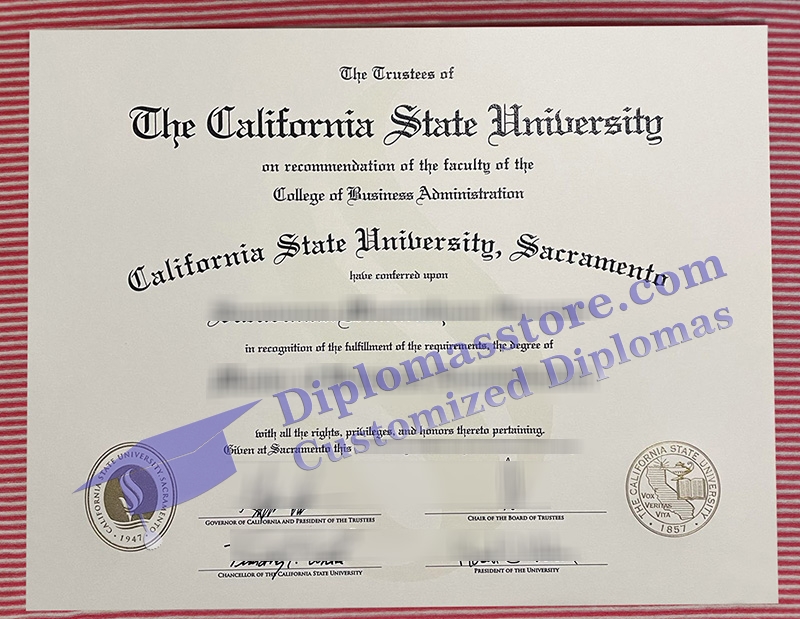 The Trustees of
The California State University
on recommendation of the faculty of the
College of Business Administration
California State University, Sacramento
have conferred upon
in recognition of the fulfillment of the requirements, the degree of
with all the rights, privileges, and honors thereto pertaining.
Given at Sacramento this
GOVERNOR OF CALIFORNIA AND PRESIDENT OF THE TRUSTEES
CHAIR OF THE BOARD OF TRUSTEES
CHANCELLOR OF THE CALIFORNIA STATE UNIVERSITY
PRESIDENT OF THE UNIVERSITY
CALIFORNIA STATE UNIVERSITY, SACRAMENTO
• 1947 •
THE CALIFORNIA STATE UNIVERSITY
VOX
VERITAS
VITA
• 1857 •
Diplomasstore.com
Customized Diplomas